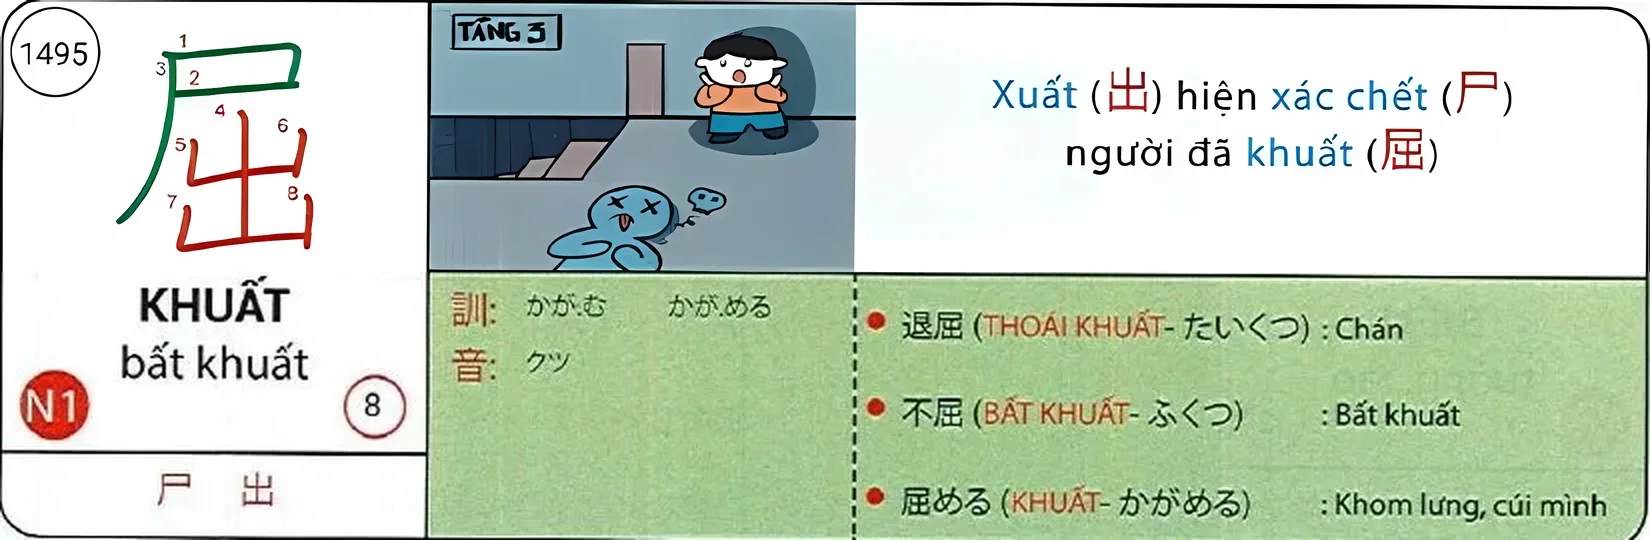 1495
1
2
3
4
5
6
7
8
KHUẤT
bất khuất
N1
8
尸 出
TẦNG 3
Xuất (出) hiện xác chết (尸)
người đã khuất (屈)
訓: かが.む かが.める
音: クツ
退屈 (THOÁI KHUẤT- たいくつ) : Chán
不屈 (BẤT KHUẤT- ふくつ) : Bất khuất
屈める (KHUẤT- かがめる) : Khom lưng, cúi mình